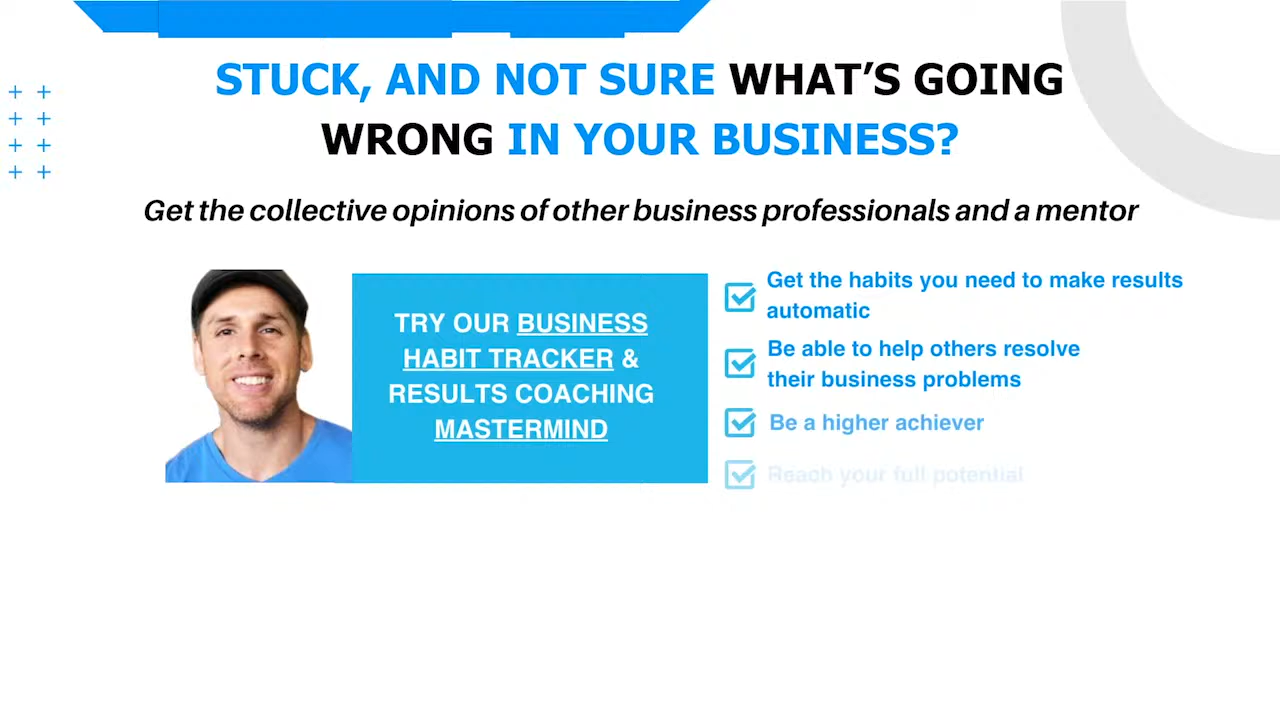 STUCK, AND NOT SURE WHAT’S GOING
WRONG IN YOUR BUSINESS?
Get the collective opinions of other business professionals and a mentor
TRY OUR BUSINESS
HABIT TRACKER &
RESULTS COACHING
MASTERMIND
Get the habits you need to make results
automatic
Be able to help others resolve
their business problems
Be a higher achiever
Reach your full potential